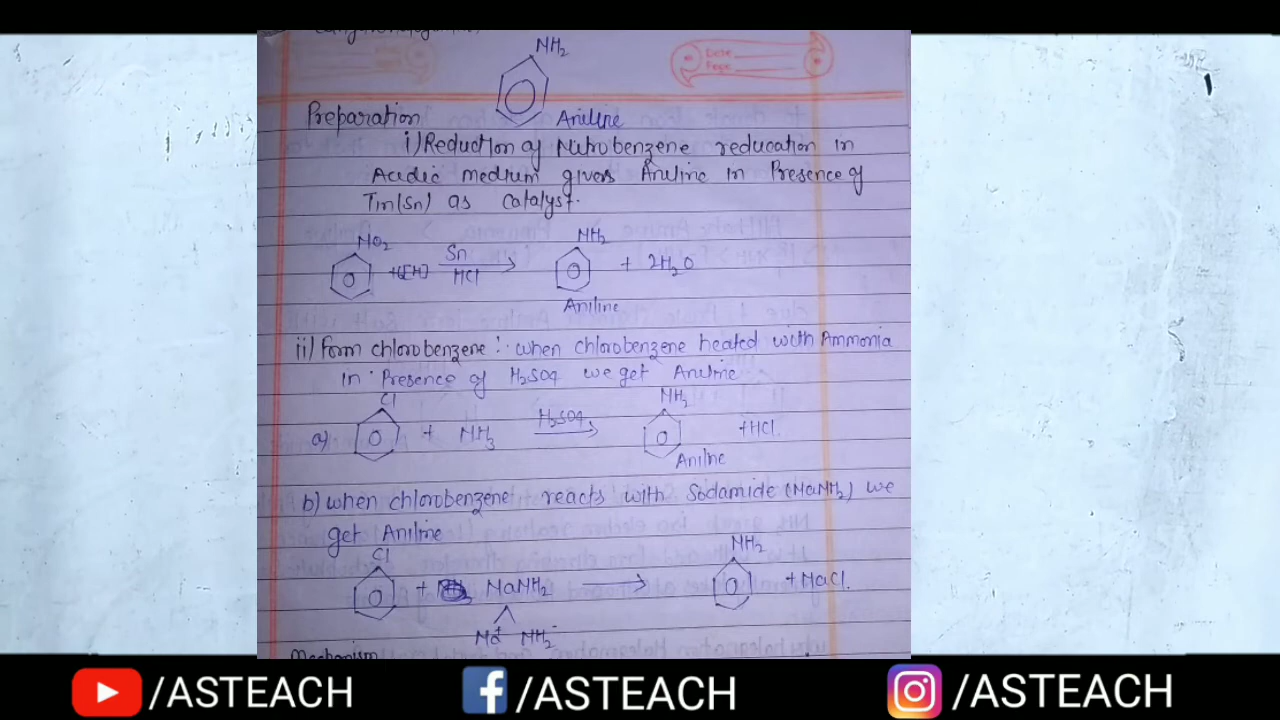 NH₂
Preparation
Aniline
i) Reduction of Nitrobenzene reducation in
Acidic medium gives Aniline in Presence of
Tin(Sn) as catalyst.
NO₂ Sn HCl NH₂ + 2H₂O
Aniline
ii) Form chlorobenzene :- when chlorobenzene heated with Ammonia
in Presence of H₂SO₄ we get Aniline
a) Cl + NH₃ H₂SO₄ NH₂ +HCl.
Anilne
b) when chlorobenzene reacts with Sodamide (NaNH₂) we
get Aniline
Cl + NaNH₂ NH₂ + NaCl.
Na⁺ NH₂⁻
Mechanism
/ASTEACH /ASTEACH /ASTEACH